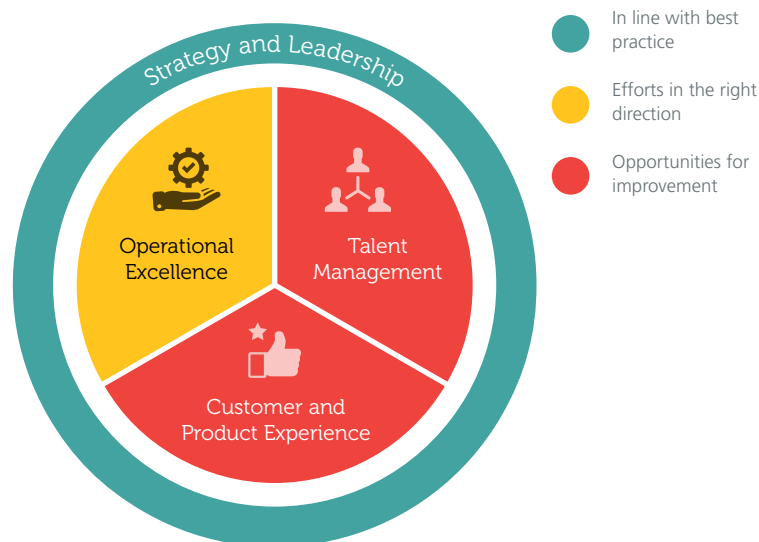 Strategy and Leadership
Operational
Excellence
Talent
Management
Customer and
Product Experience
In line with best
practice
Efforts in the right
direction
Opportunities for
improvement